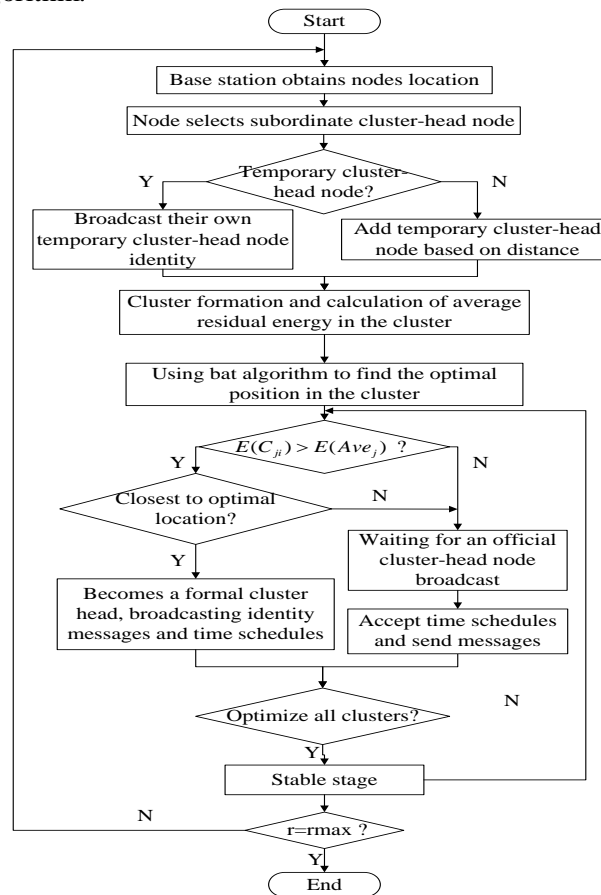 Start
Base station obtains nodes location
Node selects subordinate cluster-head node
Temporary cluster-
head node?
Y
N
Broadcast their own
temporary cluster-head node
identity
Add temporary cluster-head
node based on distance
Cluster formation and calculation of average
residual energy in the cluster
Using bat algorithm to find the optimal
position in the cluster
E(C_{ji}) > E(Ave_j) ?
Y
N
Closest to optimal
location?
N
Y
Waiting for an official
cluster-head node
broadcast
Becomes a formal cluster
head, broadcasting identity
messages and time schedules
Accept time schedules
and send messages
Optimize all clusters?
N
Y
Stable stage
r=rmax ?
N
Y
End